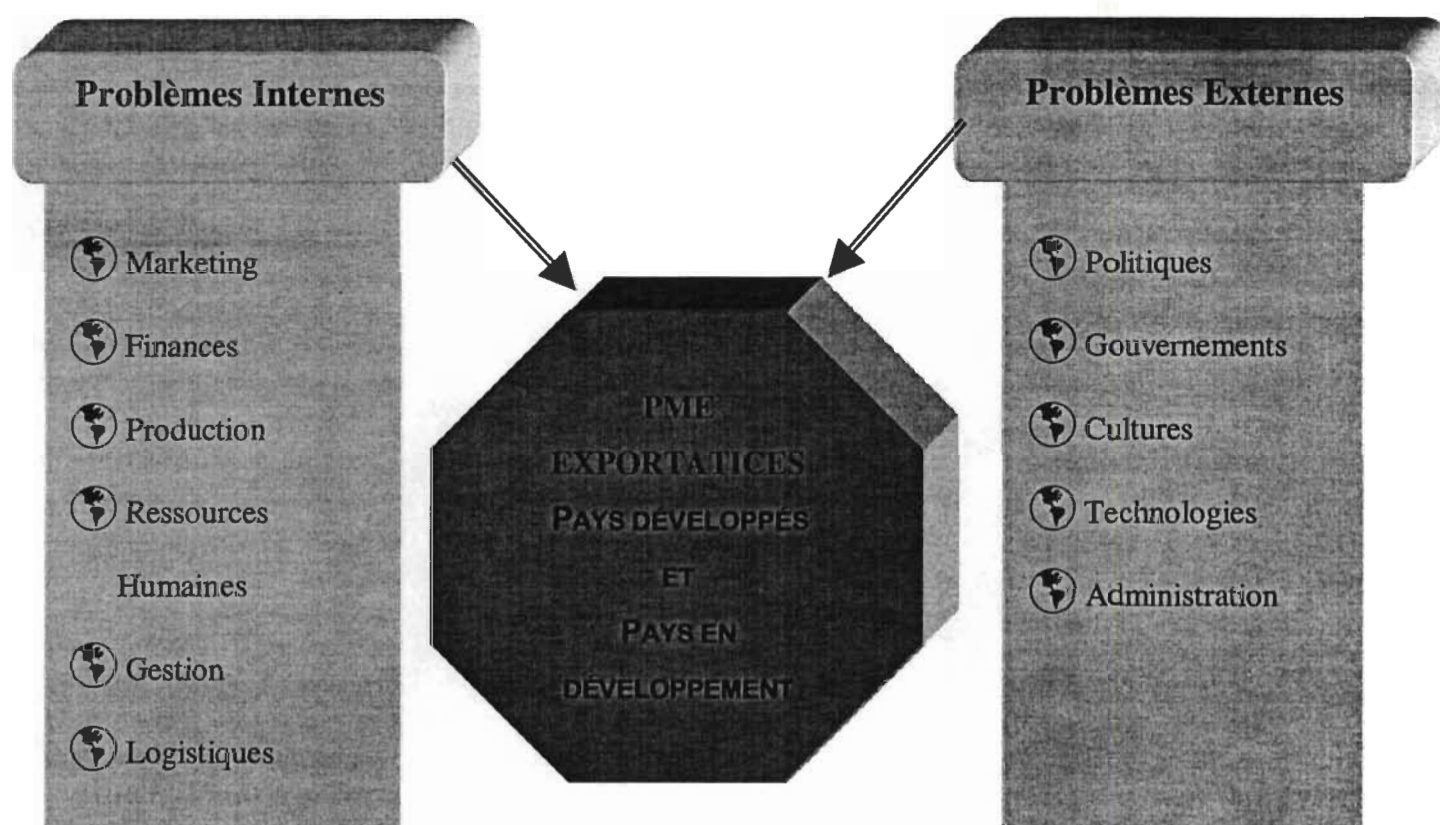 Problèmes Internes
Marketing
Finances
Production
Ressources
Humaines
Gestion
Logistiques
PME
EXPORTATICES
PAYS DÉVELOPPÉS
ET
PAYS EN
DÉVELOPPEMENT
Problèmes Externes
Politiques
Gouvernements
Cultures
Technologies
Administration